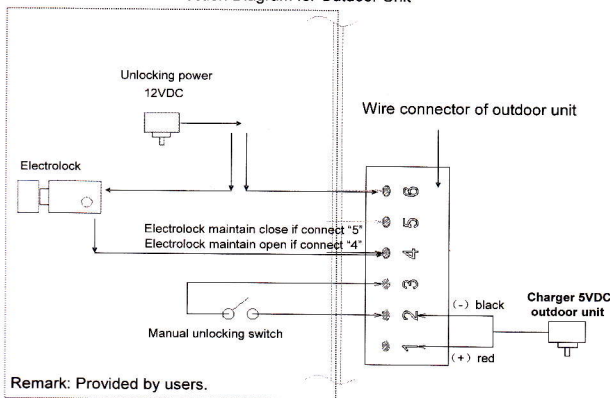 Unlocking power
12VDC
Wire connector of outdoor unit
Electrolock
6
5
Electrolock maintain close if connect "5"
Electrolock maintain open if connect "4"
4
3
Manual unlocking switch
2
(-) black
Charger 5VDC
outdoor unit
1
(+) red
Remark: Provided by users.